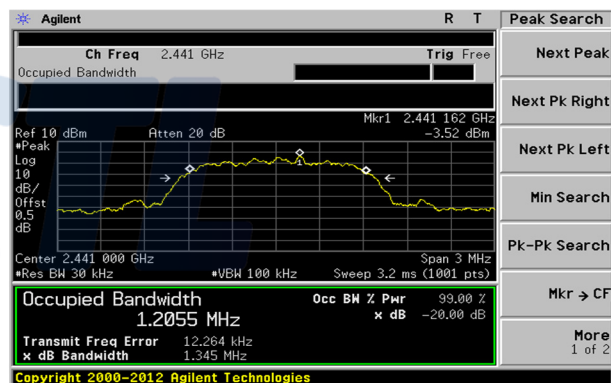 Agilent R T Peak Search
Ch Freq 2.441 GHz Trig Free
Occupied Bandwidth
Next Peak
Next Pk Right
Next Pk Left
Min Search
Pk-Pk Search
Mkr → CF
More
1 of 2
Mkr1 2.441 162 GHz
Ref 10 dBm Atten 20 dB -3.52 dBm
#Peak
Log
10
dB/
Offst
0.5
dB
1
Center 2.441 000 GHz Span 3 MHz
#Res BW 30 kHz #VBW 100 kHz Sweep 3.2 ms (1001 pts)
Occupied Bandwidth
1.2055 MHz
Occ BW % Pwr 99.00 %
x dB -20.00 dB
Transmit Freq Error 12.264 kHz
x dB Bandwidth 1.345 MHz
Copyright 2000-2012 Agilent Technologies